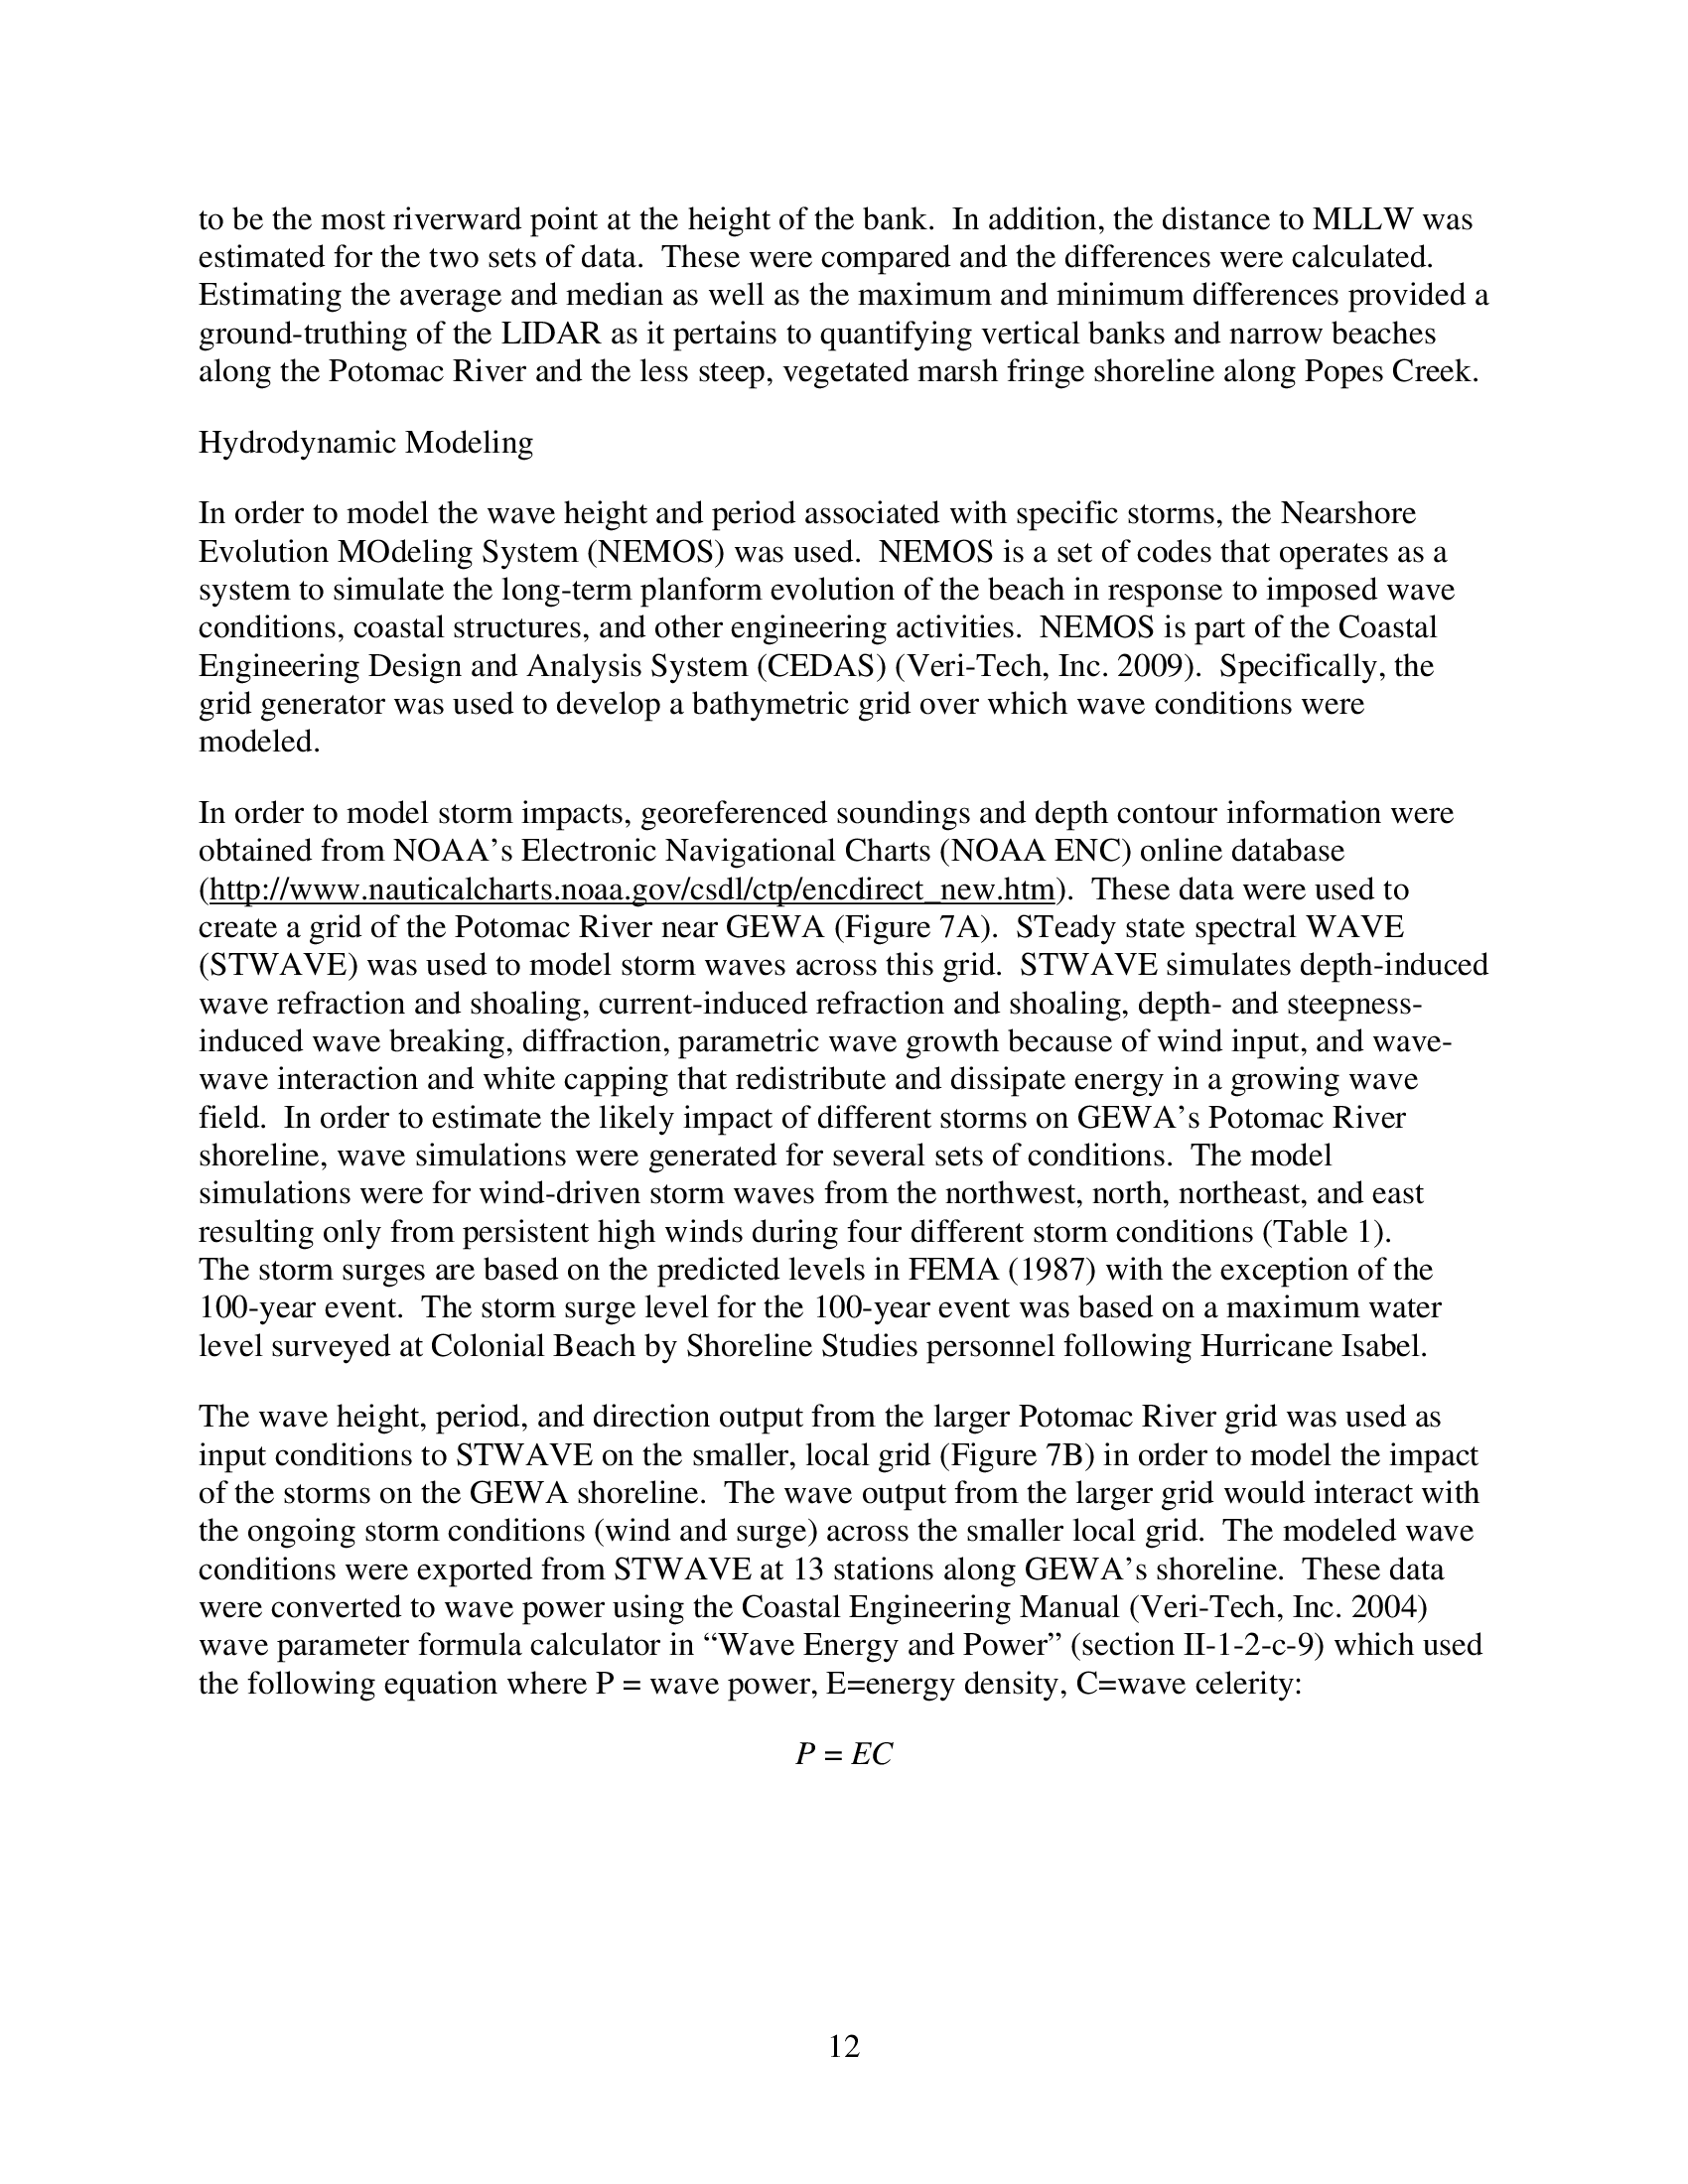 to be the most riverward point at the height of the bank.  In addition, the distance to MLLW was
estimated for the two sets of data.  These were compared and the differences were calculated.
Estimating the average and median as well as the maximum and minimum differences provided a
ground-truthing of the LIDAR as it pertains to quantifying vertical banks and narrow beaches
along the Potomac River and the less steep, vegetated marsh fringe shoreline along Popes Creek.
Hydrodynamic Modeling
In order to model the wave height and period associated with specific storms, the Nearshore
Evolution MOdeling System (NEMOS) was used.  NEMOS is a set of codes that operates as a
system to simulate the long-term planform evolution of the beach in response to imposed wave
conditions, coastal structures, and other engineering activities.  NEMOS is part of the Coastal
Engineering Design and Analysis System (CEDAS) (Veri-Tech, Inc. 2009).  Specifically, the
grid generator was used to develop a bathymetric grid over which wave conditions were
modeled.
In order to model storm impacts, georeferenced soundings and depth contour information were
obtained from NOAA’s Electronic Navigational Charts (NOAA ENC) online database
(http://www.nauticalcharts.noaa.gov/csdl/ctp/encdirect_new.htm).  These data were used to
create a grid of the Potomac River near GEWA (Figure 7A).  STeady state spectral WAVE
(STWAVE) was used to model storm waves across this grid.  STWAVE simulates depth-induced
wave refraction and shoaling, current-induced refraction and shoaling, depth- and steepness-
induced wave breaking, diffraction, parametric wave growth because of wind input, and wave-
wave interaction and white capping that redistribute and dissipate energy in a growing wave
field.  In order to estimate the likely impact of different storms on GEWA’s Potomac River
shoreline, wave simulations were generated for several sets of conditions.  The model
simulations were for wind-driven storm waves from the northwest, north, northeast, and east
resulting only from persistent high winds during four different storm conditions (Table 1).
The storm surges are based on the predicted levels in FEMA (1987) with the exception of the
100-year event.  The storm surge level for the 100-year event was based on a maximum water
level surveyed at Colonial Beach by Shoreline Studies personnel following Hurricane Isabel.
The wave height, period, and direction output from the larger Potomac River grid was used as
input conditions to STWAVE on the smaller, local grid (Figure 7B) in order to model the impact
of the storms on the GEWA shoreline.  The wave output from the larger grid would interact with
the ongoing storm conditions (wind and surge) across the smaller local grid.  The modeled wave
conditions were exported from STWAVE at 13 stations along GEWA’s shoreline.  These data
were converted to wave power using the Coastal Engineering Manual (Veri-Tech, Inc. 2004)
wave parameter formula calculator in “Wave Energy and Power” (section II-1-2-c-9) which used
the following equation where P = wave power, E=energy density, C=wave celerity:
P = EC
12